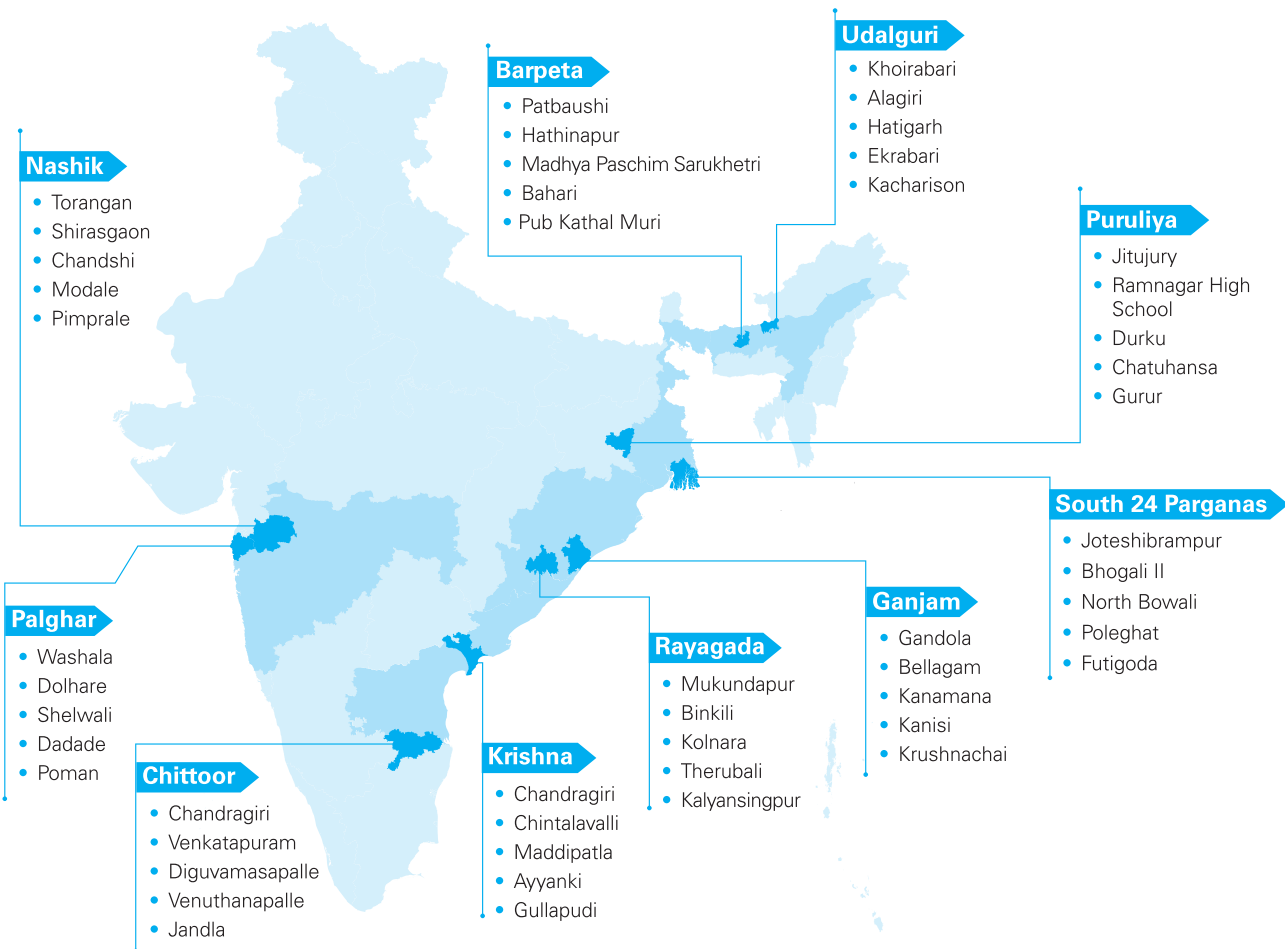 Udalguri
Khoirabari
Alagiri
Hatigarh
Ekrabari
Kacharison
Barpeta
Patbaushi
Hathinapur
Madhya Paschim Sarukhetri
Bahari
Pub Kathal Muri
Nashik
Torangan
Shirasgaon
Chandshi
Modale
Pimprale
Puruliya
Jitujury
Ramnagar High
School
Durku
Chatuhansa
Gurur
South 24 Parganas
Joteshibrampur
Bhogali II
North Bowali
Poleghat
Futigoda
Palghar
Washala
Dolhare
Shelwali
Dadade
Poman
Ganjam
Gandola
Bellagam
Kanamana
Kanisi
Krushnachai
Rayagada
Mukundapur
Binkili
Kolnara
Therubali
Kalyansingpur
Krishna
Chandragiri
Chintalavalli
Maddipatla
Ayyanki
Gullapudi
Chittoor
Chandragiri
Venkatapuram
Diguvamasapalle
Venuthanapalle
Jandla